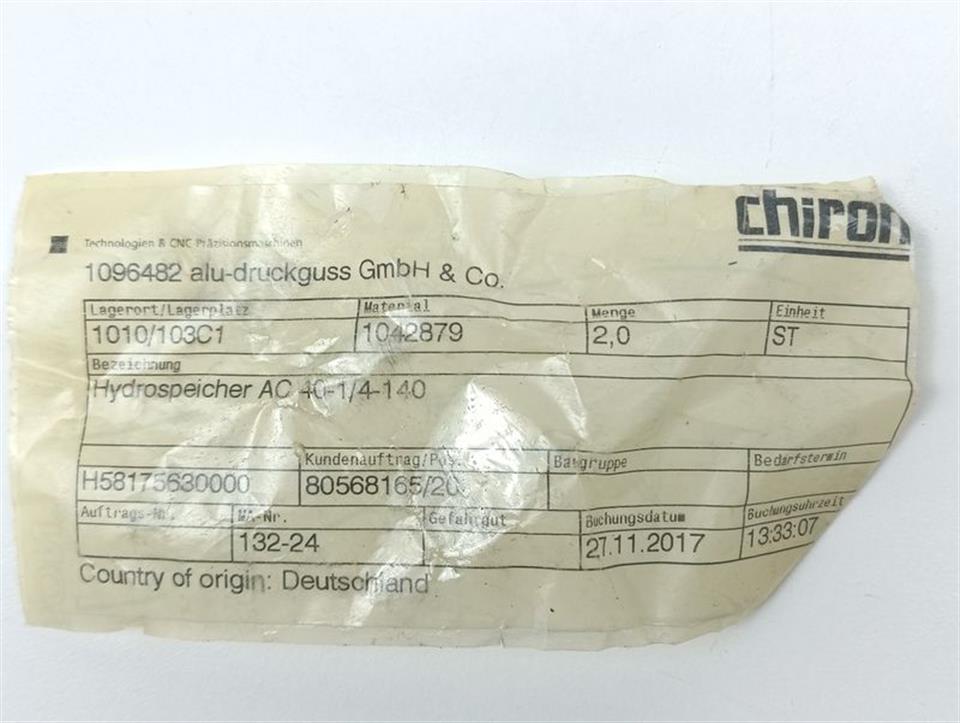 chiron
Technologien & CNC Präzisionsmaschinen
1096482 alu-druckguss GmbH & Co.
Lagerort/Lagerplatz Material Menge Einheit
1010/103C1 1042879 2,0 ST
Bezeichnung
Hydrospeicher AC 40-1/4-140
Kundenauftrag/Pos. Baugruppe Bedarfstermin
H58175630000 80568165/20
Auftrags-Nr. MA-Nr. Gefahrgut Buchungsdatum Buchungsuhrzeit
132-24 27.11.2017 13:33:07
Country of origin: Deutschland